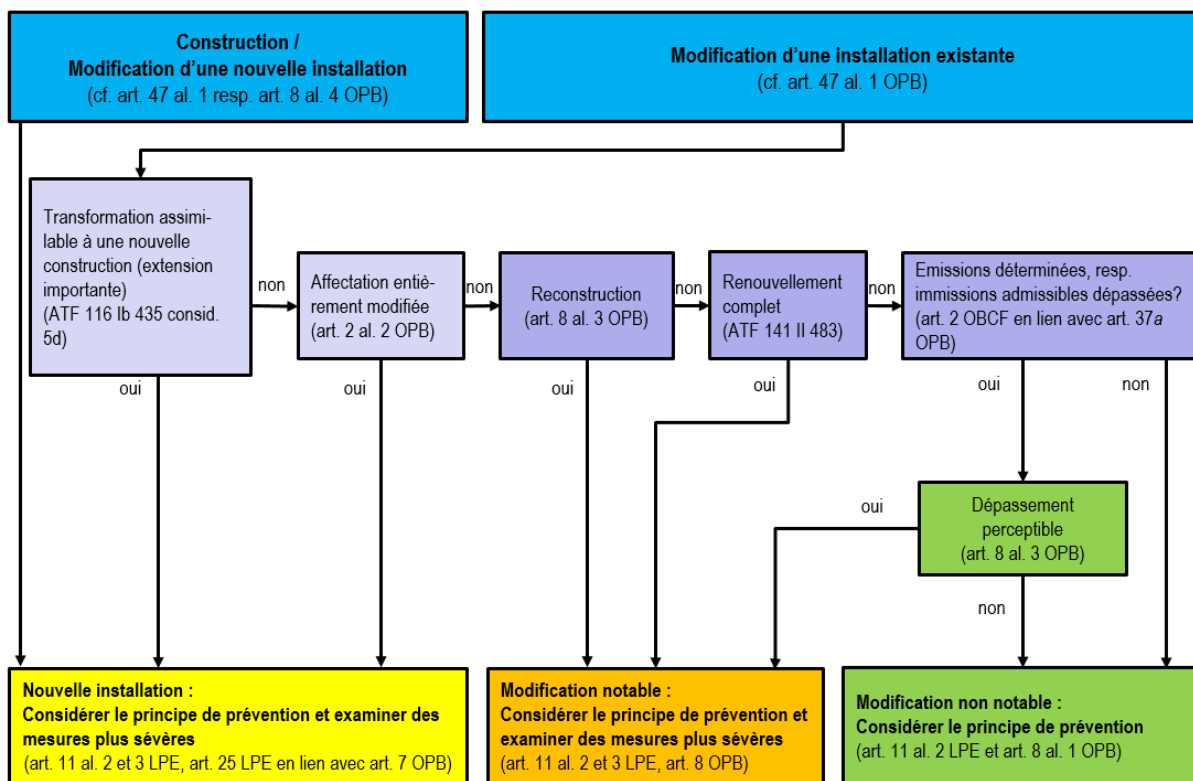 Construction /
Modification d'une nouvelle installation
(cf. art. 47 al. 1 resp. art. 8 al. 4 OPB)
Modification d'une installation existante
(cf. art. 47 al. 1 OPB)
Transformation assimi-
lable à une nouvelle
construction (extension
importante)
(ATF 116 Ib 435 consid.
5d)
non
Affectation entiè-
rement modifiée
(art. 2 al. 2 OPB)
non
Reconstruction
(art. 8 al. 3 OPB)
non
Renouvellement
complet
(ATF 141 II 483)
non
Emissions déterminées, resp.
immissions admissibles dépassées?
(art. 2 OBCF en lien avec art. 37a
OPB)
oui
oui
oui
oui
oui
non
oui
Dépassement
perceptible
(art. 8 al. 3 OPB)
non
Nouvelle installation :
Considérer le principe de prévention et examiner des
mesures plus sévères
(art. 11 al. 2 et 3 LPE, art. 25 LPE en lien avec art. 7 OPB)
Modification notable :
Considérer le principe de prévention et
examiner des mesures plus sévères
(art. 11 al. 2 et 3 LPE, art. 8 OPB)
Modification non notable :
Considérer le principe de prévention
(art. 11 al. 2 LPE et art. 8 al. 1 OPB)